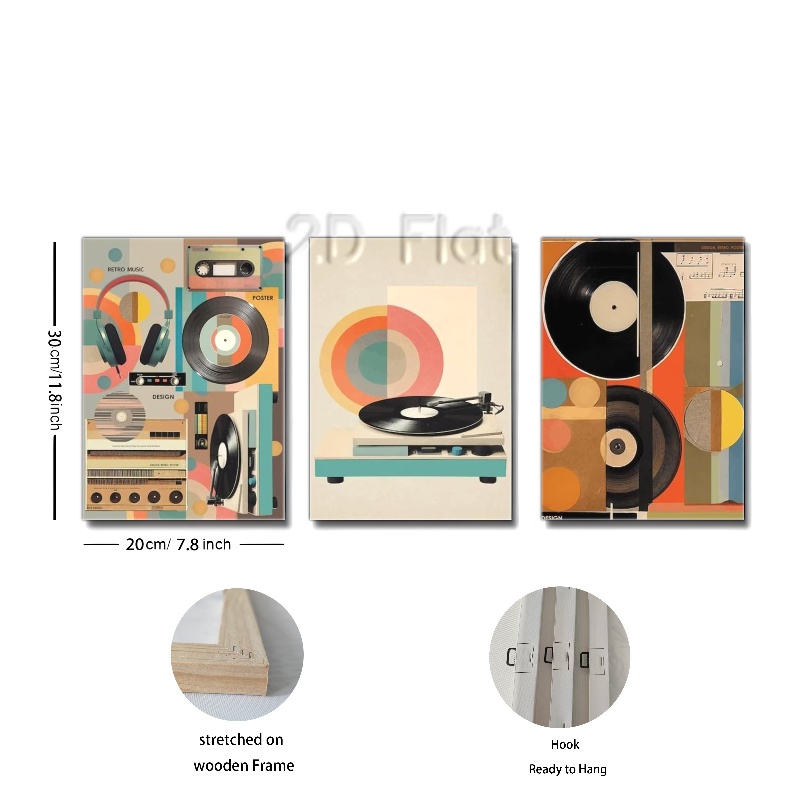 2D Flat
RETRO MUSIC
POSTER
DESIGN
DESIGN
30cm/11.8inch
20cm/ 7.8 inch
stretched on
wooden Frame
Hook
Ready to Hang